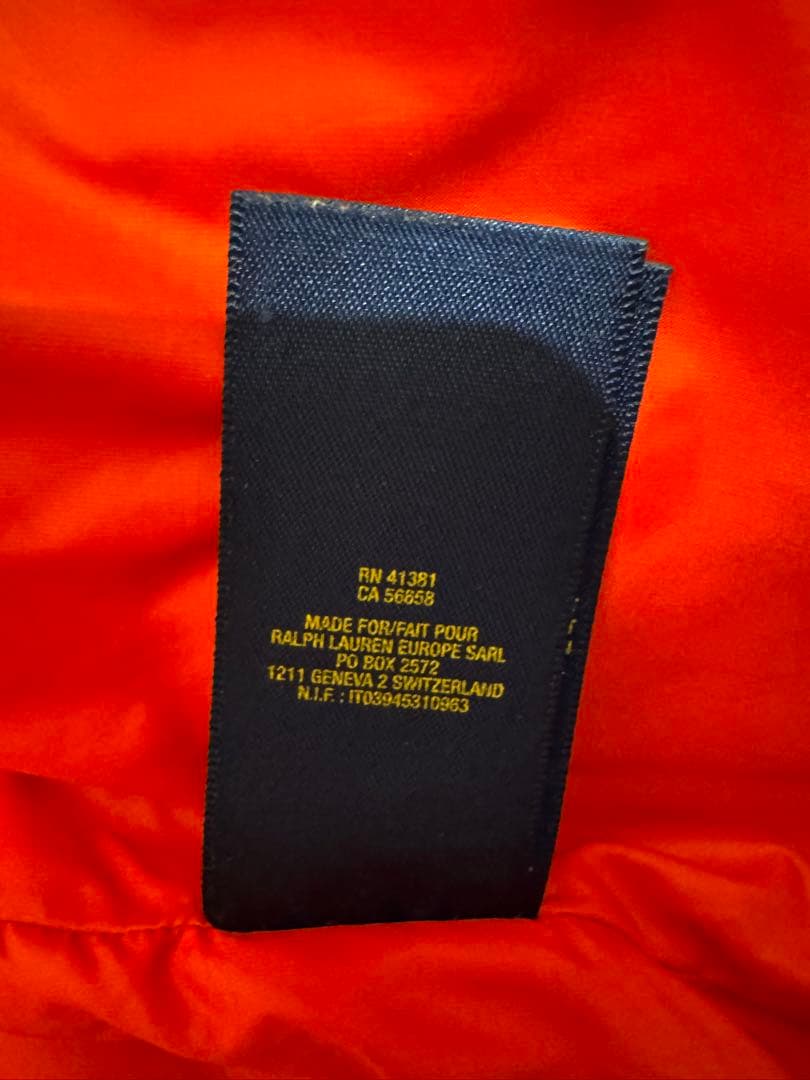 RN 41381
CA 56658
MADE FOR/FAIT POUR
RALPH LAUREN EUROPE SARL
PO BOX 2572
1211 GENEVA 2 SWITZERLAND
N.I.F. : IT03945310963